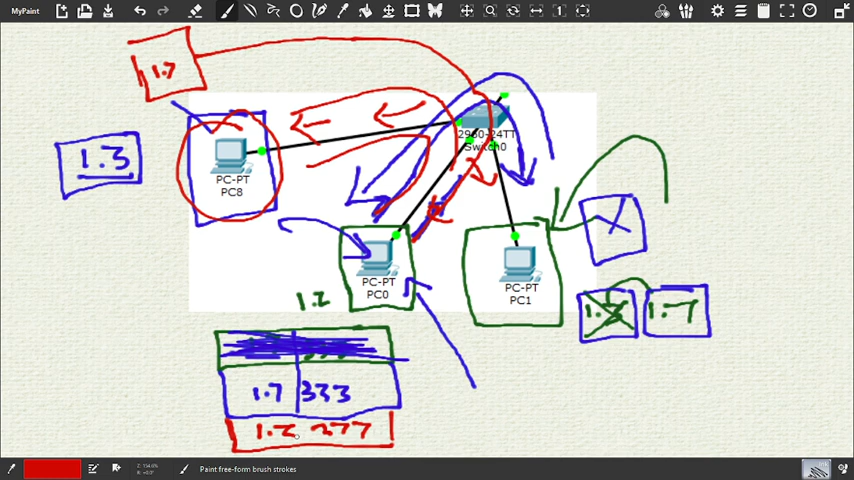 MyPaint
1.7
1.3
2960-24TT
Switch0
PC-PT
PC8
PC-PT
PC0
PC-PT
PC1
1.2
1.7
1.7 333
1.2 277
Paint free-form brush strokes